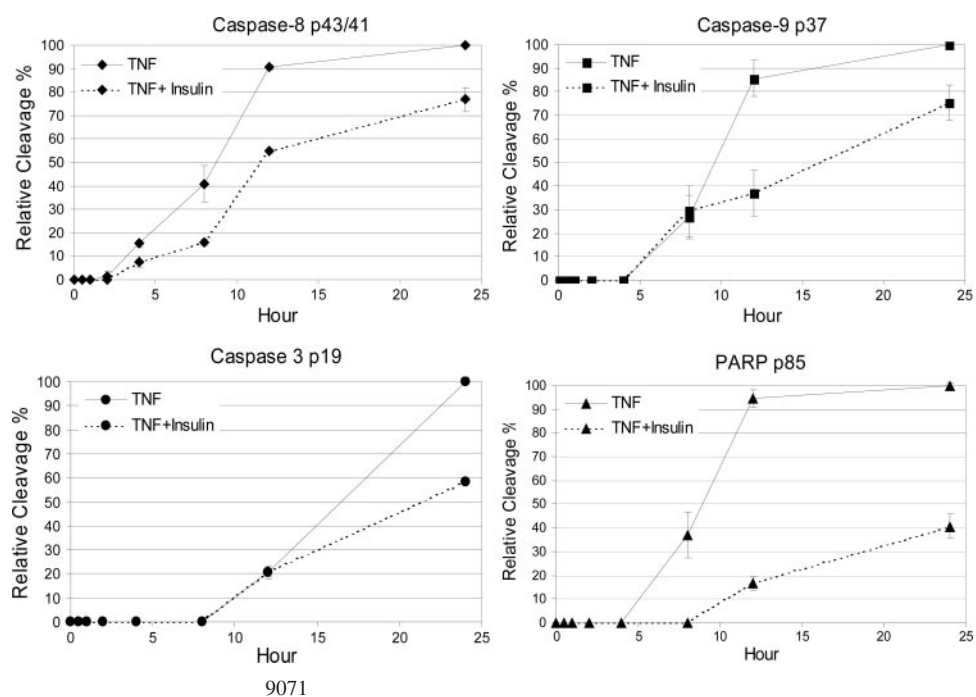 Caspase-8 p43/41
Relative Cleavage %
100
90
80
70
60
50
40
30
20
10
0
TNF
TNF+ Insulin
0 5 10 15 20 25
Hour
Caspase-9 p37
Relative Cleavage %
100
90
80
70
60
50
40
30
20
10
0
TNF
TNF+ Insulin
0 5 10 15 20 25
Hour
Caspase 3 p19
Relative Cleavage %
100
90
80
70
60
50
40
30
20
10
0
TNF
TNF+Insulin
0 5 10 15 20 25
Hour
PARP p85
Relative Cleavage %
100
90
80
70
60
50
40
30
20
10
0
TNF
TNF+Insulin
0 5 10 15 20 25
Hour
9071